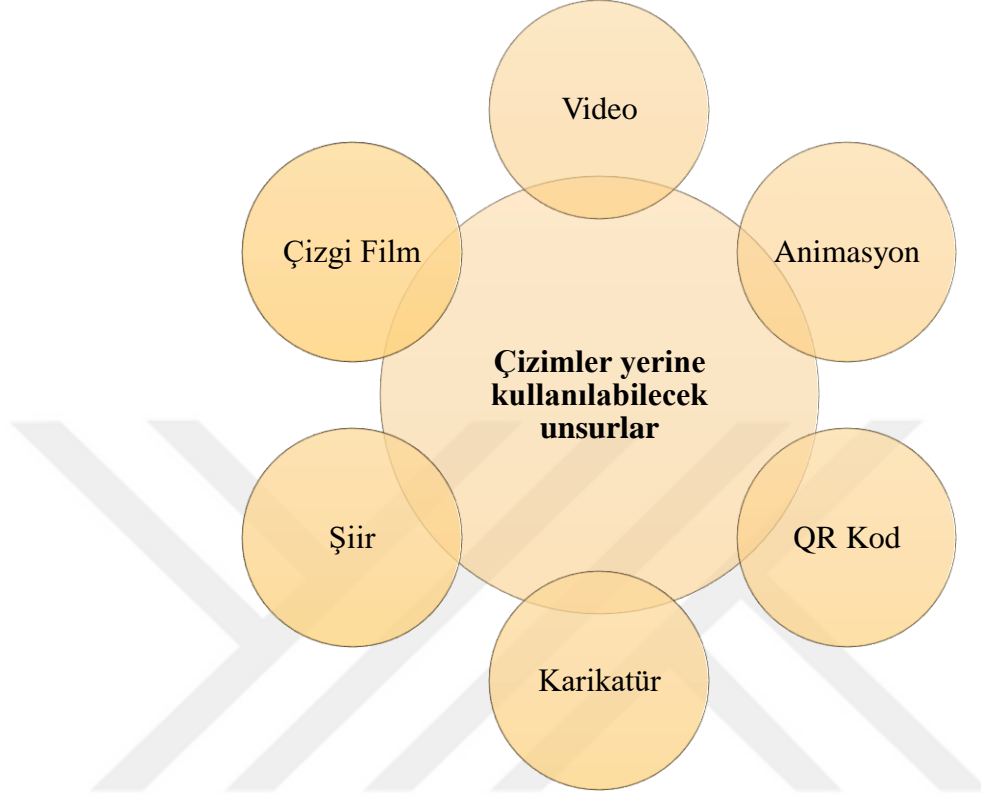 Video
Çizgi Film
Animasyon
Çizimler yerine
kullanılabilecek
unsurlar
Şiir
QR Kod
Karikatür